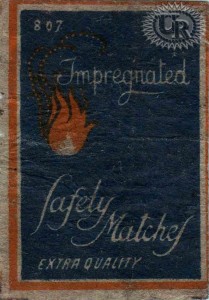 807
UR
Impregnated
Safety
Matches
EXTRA QUALITY